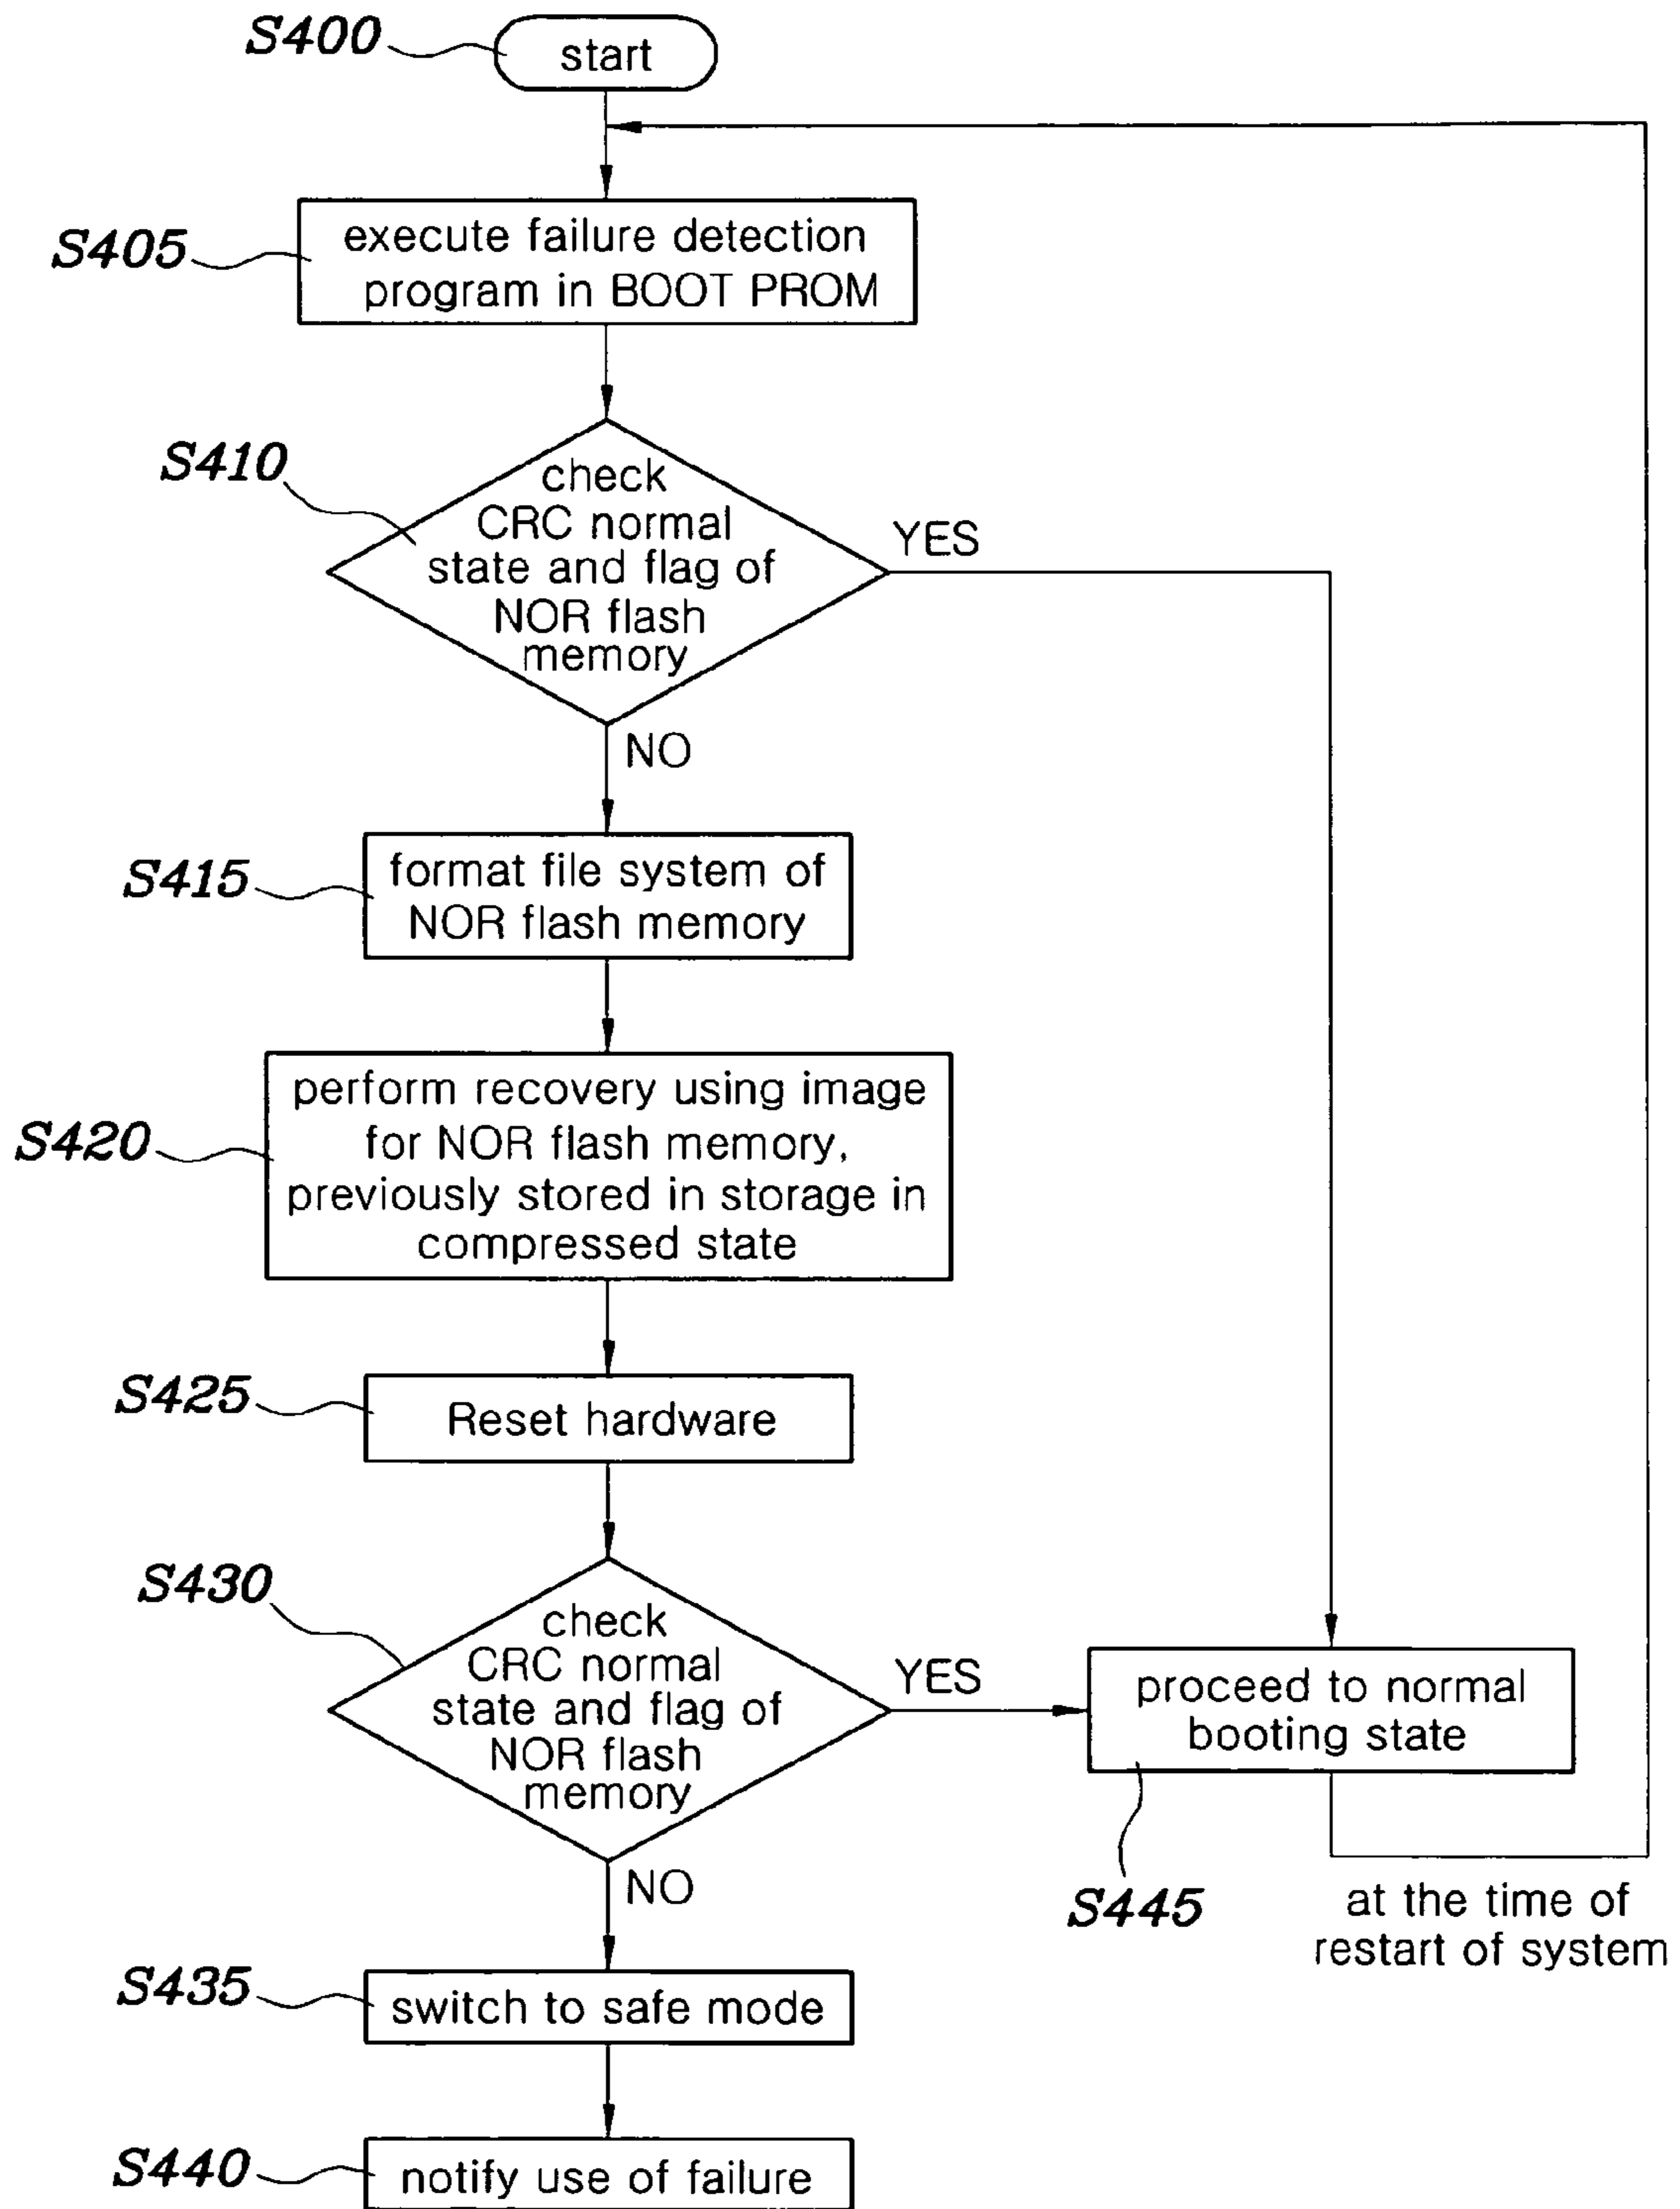 S400
start
S405
execute failure detection
program in BOOT PROM
S410
check
CRC normal
state and flag of
NOR flash
memory
YES
NO
S415
format file system of
NOR flash memory
S420
perform recovery using image
for NOR flash memory,
previously stored in storage in
compressed state
S425
Reset hardware
S430
check
CRC normal
state and flag of
NOR flash
memory
YES
proceed to normal
booting state
S445
at the time of
restart of system
NO
S435
switch to safe mode
S440
notify use of failure